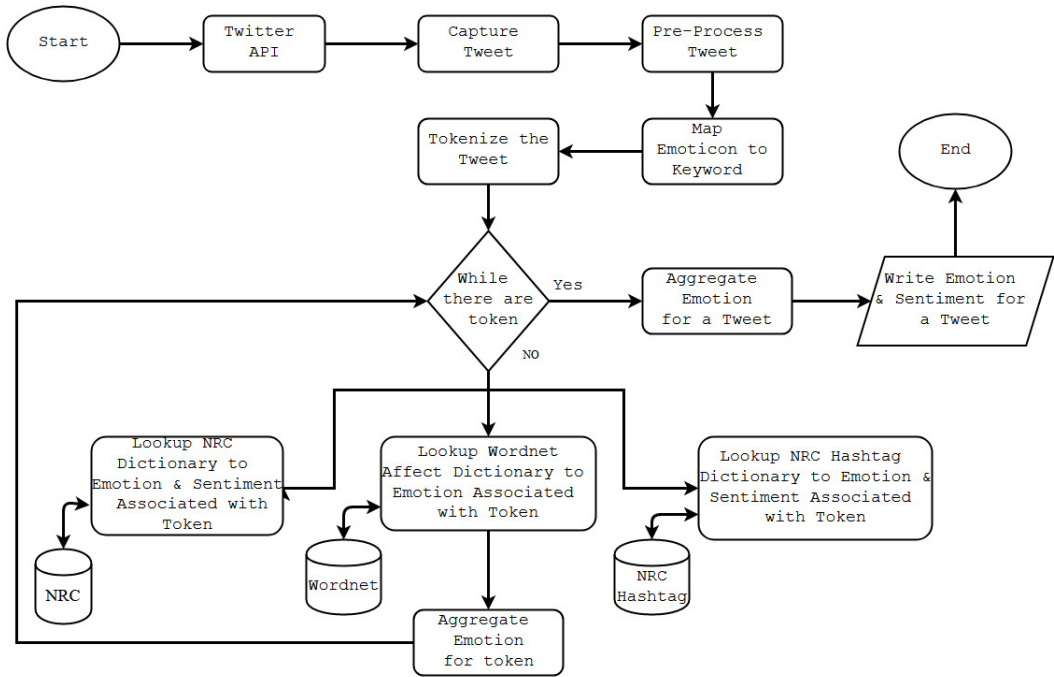 Start
Twitter
API
Capture
Tweet
Pre-Process
Tweet
Tokenize the
Tweet
Map
Emoticon to
Keyword
End
While
there are
token
Yes
NO
Aggregate
Emotion
for a Tweet
Write Emotion
& Sentiment for
a Tweet
Lookup NRC
Dictionary to
Emotion & Sentiment
Associated with
Token
Lookup Wordnet
Affect Dictionary to
Emotion Associated
with Token
Lookup NRC Hashtag
Dictionary to Emotion &
Sentiment Associated
with Token
NRC
Wordnet
NRC
Hashtag
Aggregate
Emotion
for token